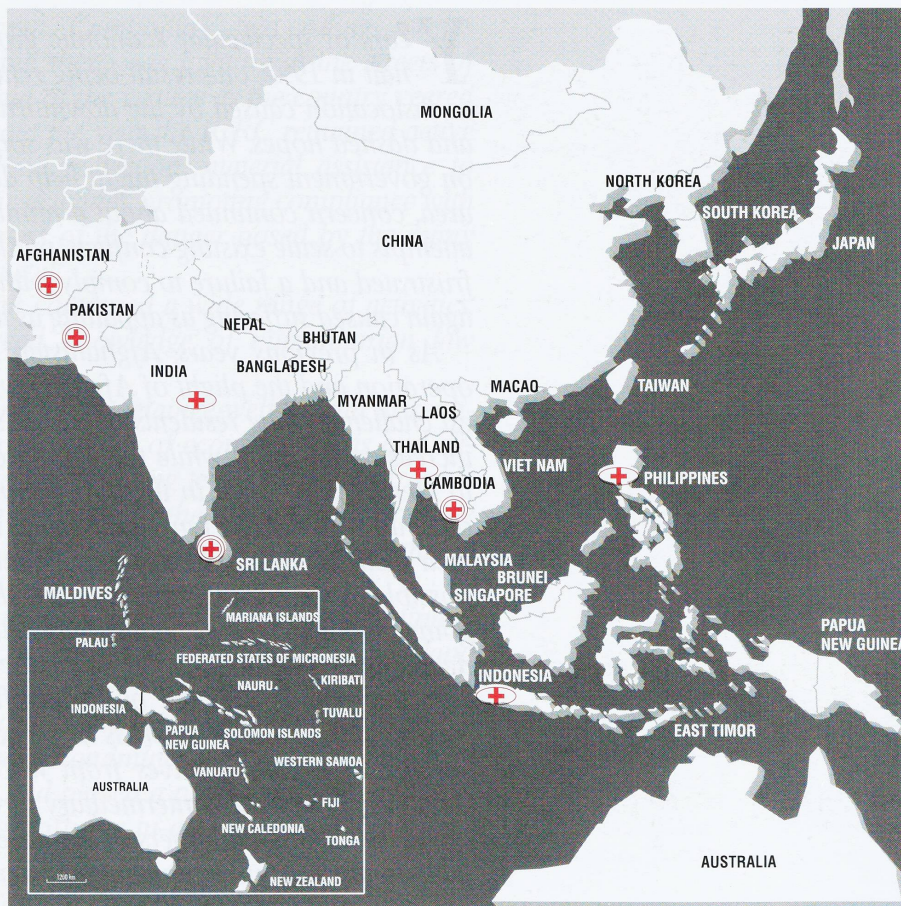 MONGOLIA
NORTH KOREA
SOUTH KOREA
JAPAN
CHINA
AFGHANISTAN
PAKISTAN
NEPAL
BHUTAN
INDIA
BANGLADESH
MYANMAR
LAOS
MACAO
TAIWAN
THAILAND
VIET NAM
CAMBODIA
PHILIPPINES
SRI LANKA
MALAYSIA
BRUNEI
SINGAPORE
MALDIVES
INDONESIA
PAPUA
NEW GUINEA
EAST TIMOR
AUSTRALIA
MARIANA ISLANDS
PALAU
FEDERATED STATES OF MICRONESIA
NAURU
KIRIBATI
INDONESIA
TUVALU
SOLOMON ISLANDS
PAPUA
NEW GUINEA
WESTERN SAMOA
VANUATU
AUSTRALIA
FIJI
NEW CALEDONIA
TONGA
NEW ZEALAND
1200 km